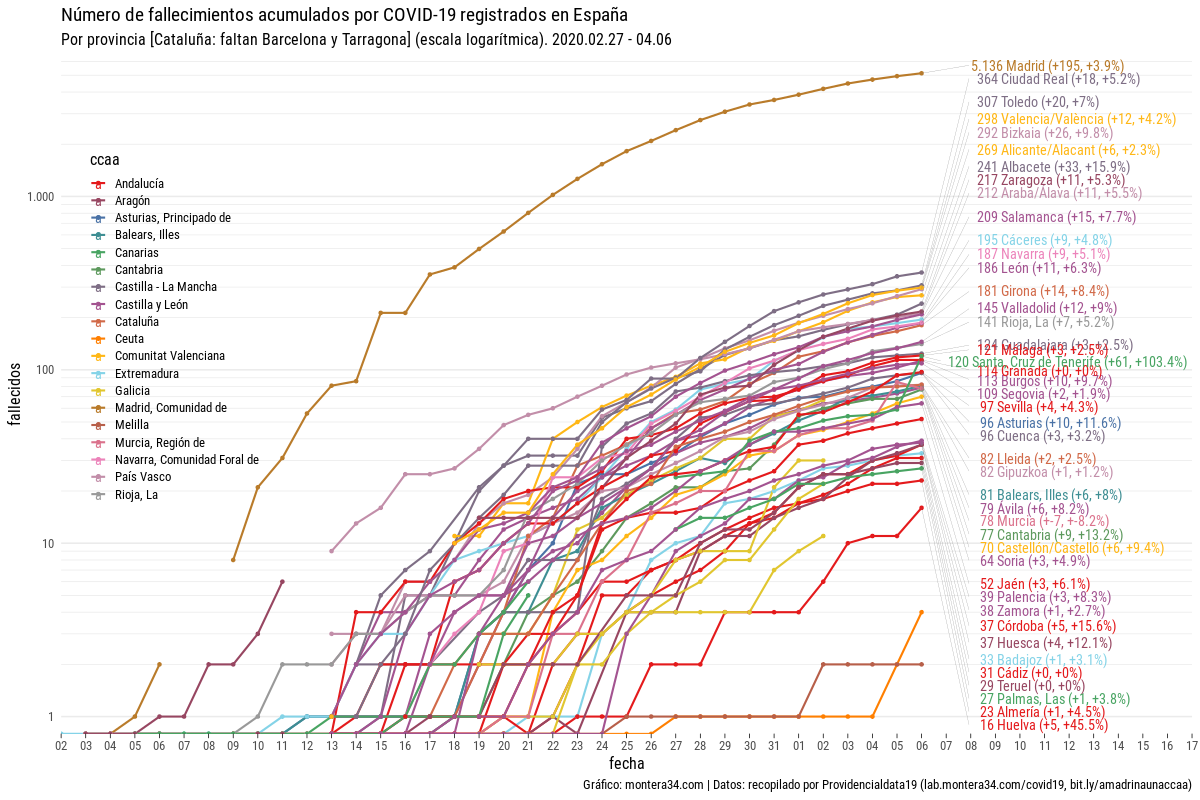 Número de fallecimientos acumulados por COVID-19 registrados en España
Por provincia [Cataluña: faltan Barcelona y Tarragona] (escala logarítmica). 2020.02.27 - 04.06
ccaa
Andalucía
Aragón
Asturias, Principado de
Balears, Illes
Canarias
Cantabria
Castilla - La Mancha
Castilla y León
Cataluña
Ceuta
Comunitat Valenciana
Extremadura
Galicia
Madrid, Comunidad de
Melilla
Murcia, Región de
Navarra, Comunidad Foral de
País Vasco
Rioja, La
fallecidos
1.000
100
10
1
5.136 Madrid (+195, +3.9%)
364 Ciudad Real (+18, +5.2%)
307 Toledo (+20, +7%)
298 Valencia/València (+12, +4.2%)
292 Bizkaia (+26, +9.8%)
269 Alicante/Alacant (+6, +2.3%)
241 Albacete (+33, +15.9%)
217 Zaragoza (+11, +5.3%)
212 Araba/Álava (+11, +5.5%)
209 Salamanca (+15, +7.7%)
195 Cáceres (+9, +4.8%)
187 Navarra (+9, +5.1%)
186 León (+11, +6.3%)
181 Girona (+14, +8.4%)
145 Valladolid (+12, +9%)
141 Rioja, La (+7, +5.2%)
124 Guadalajara (+3, +2.5%)
121 Málaga (+3, +2.5%)
120 Santa Cruz de Tenerife (+61, +103.4%)
114 Granada (+0, +0%)
113 Burgos (+10, +9.7%)
109 Segovia (+2, +1.9%)
97 Sevilla (+4, +4.3%)
96 Asturias (+10, +11.6%)
96 Cuenca (+3, +3.2%)
82 Lleida (+2, +2.5%)
82 Gipuzkoa (+1, +1.2%)
81 Balears, Illes (+6, +8%)
79 Ávila (+6, +8.2%)
78 Murcia (+-7, +-8.2%)
77 Cantabria (+9, +13.2%)
70 Castellón/Castelló (+6, +9.4%)
64 Soria (+3, +4.9%)
52 Jaén (+3, +6.1%)
39 Palencia (+3, +8.3%)
38 Zamora (+1, +2.7%)
37 Córdoba (+5, +15.6%)
37 Huesca (+4, +12.1%)
33 Badajoz (+1, +3.1%)
31 Cádiz (+0, +0%)
29 Teruel (+0, +0%)
27 Palmas, Las (+1, +3.8%)
23 Almería (+1, +4.5%)
16 Huelva (+5, +45.5%)
02 03 04 05 06 07 08 09 10 11 12 13 14 15 16 17 18 19 20 21 22 23 24 25 26 27 28 29 30 31 01 02 03 04 05 06 07 08 09 10 11 12 13 14 15 16 17
fecha
Gráfico: montera34.com | Datos: recopilado por Providencialdata19 (lab.montera34.com/covid19, bit.ly/amadrinaunaccaa)